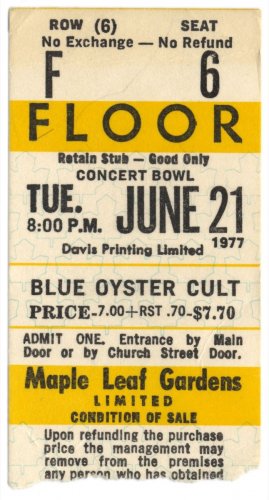 ROW (6) SEAT
No Exchange — No Refund
F 6
FLOOR
Retain Stub — Good Only
CONCERT BOWL
TUE. JUNE 21
8:00 P.M. 1977
Davis Printing Limited
BLUE OYSTER CULT
PRICE-7.00+RST .70-$7.70
ADMIT ONE. Entrance by Main
Door or by Church Street Door.
Maple Leaf Gardens
LIMITED
CONDITION OF SALE
Upon refunding the purchase
price the management may
remove from the premises
any person who has obtained